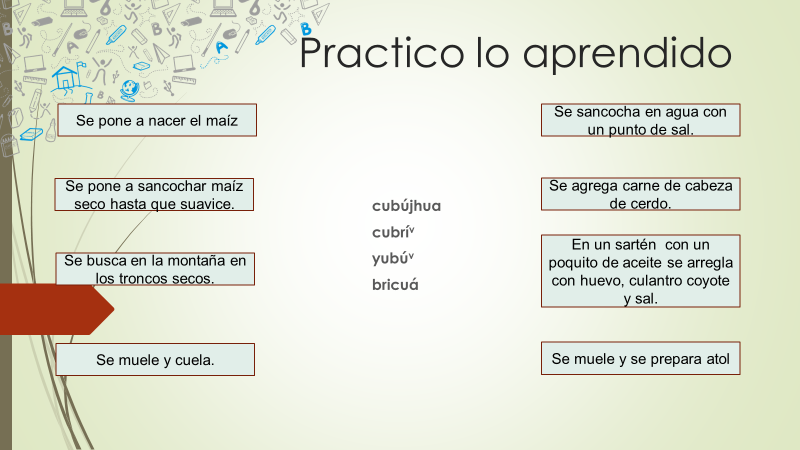 Practico lo aprendido
Se pone a nacer el maíz
Se pone a sancochar maíz
seco hasta que suavice.
Se busca en la montaña en
los troncos secos.
Se muele y cuela.
cubújhua
cubríᵛ
yubúᵛ
bricuá
Se sancocha en agua con
un punto de sal.
Se agrega carne de cabeza
de cerdo.
En un sartén con un
poquito de aceite se arregla
con huevo, culantro coyote
y sal.
Se muele y se prepara atol